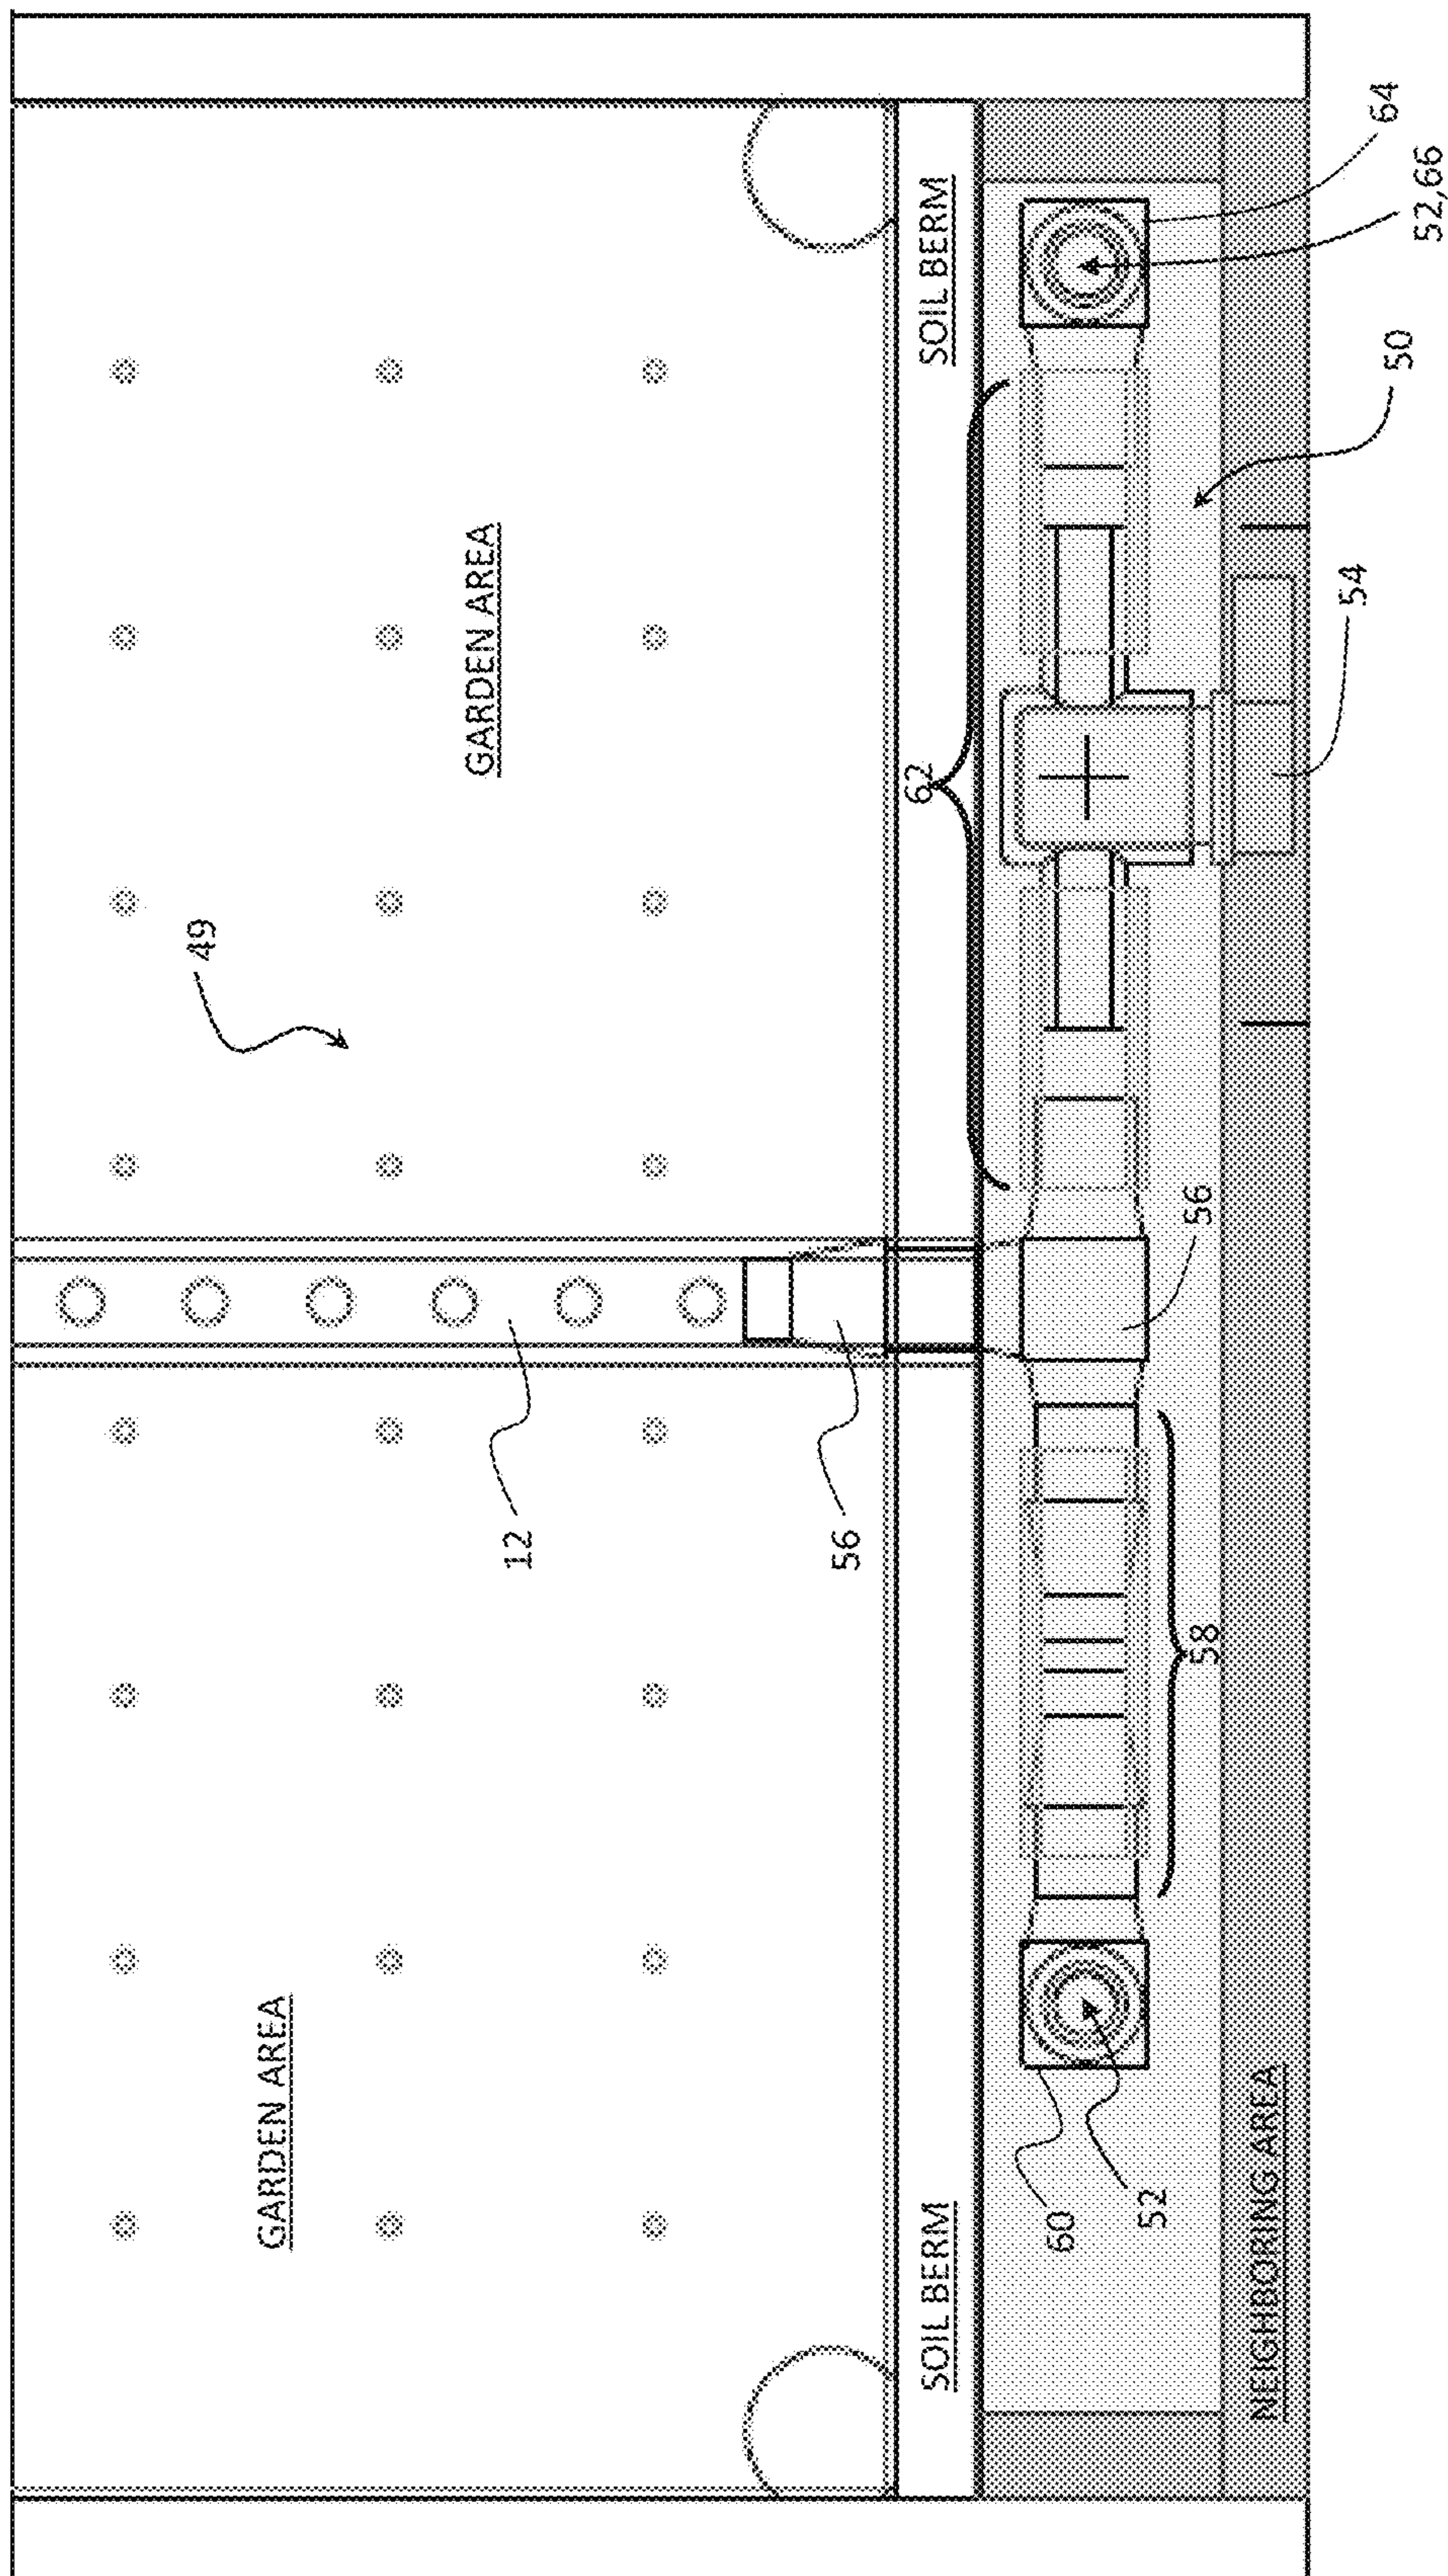 49
GARDEN AREA
GARDEN AREA
12
56
62
SOIL BERM
SOIL BERM
60
52
56
58
NEIGHBORING AREA
54
50
64
52,66